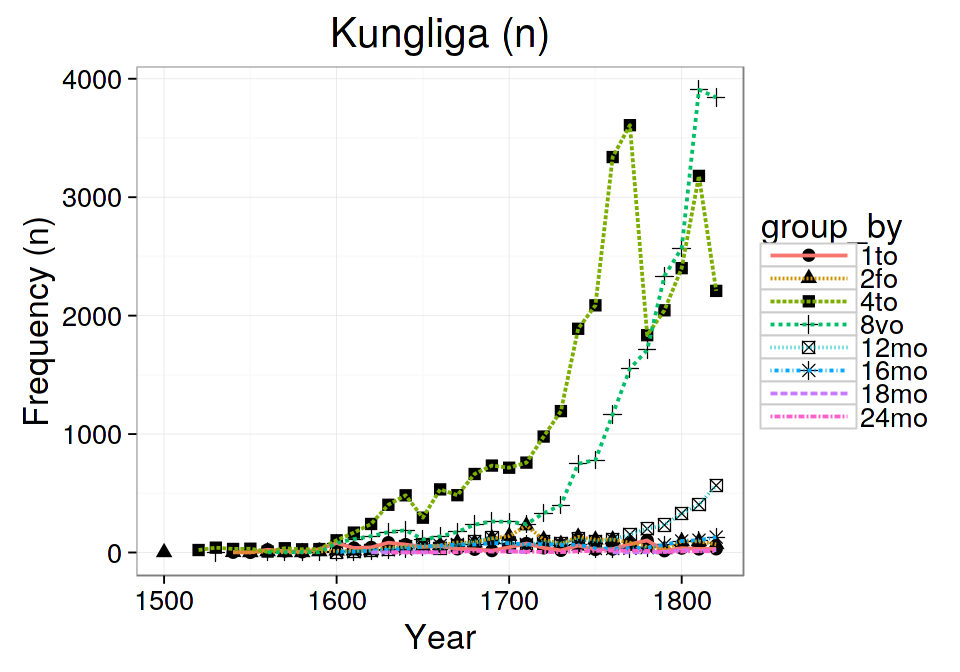 Kungliga (n)
4000
3000
2000
1000
0
Frequency (n)
1500 1600 1700 1800
Year
group_by
1to
2fo
4to
8vo
12mo
16mo
18mo
24mo